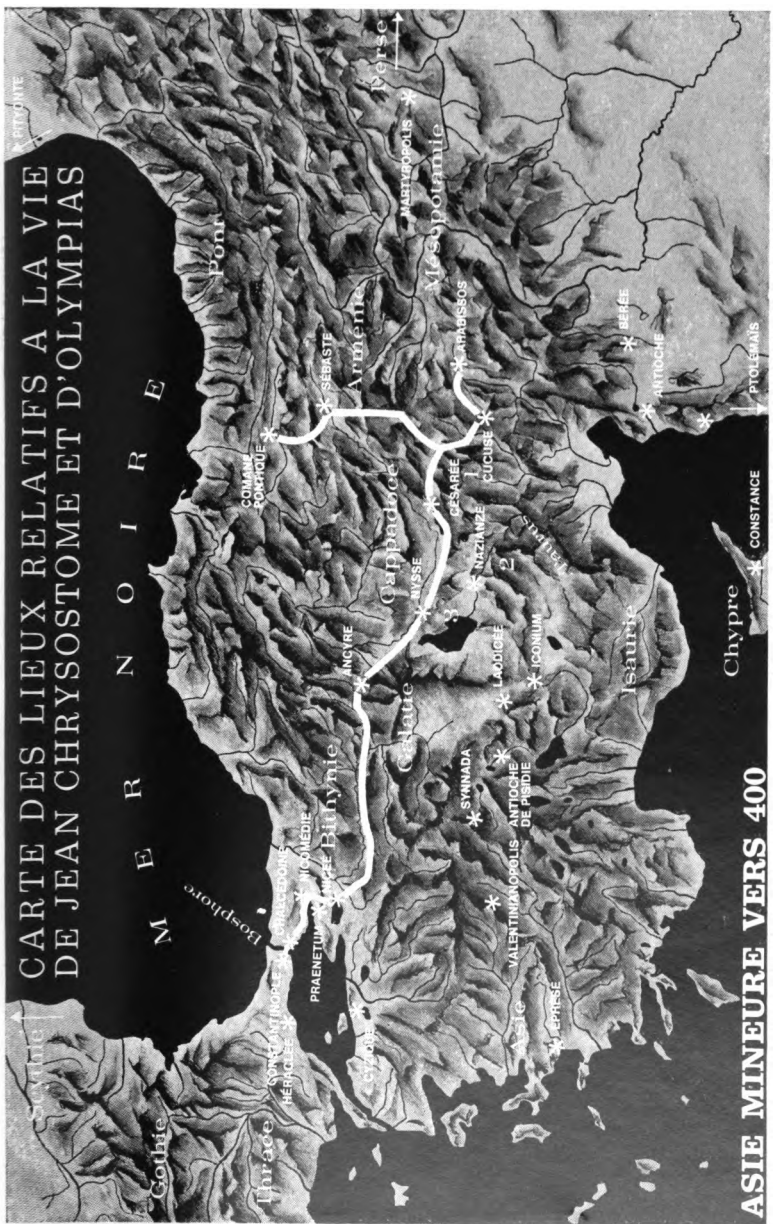 CARTE DES LIEUX RELATIFS A LA VIE
DE JEAN CHRYSOSTOME ET D'OLYMPIAS
MER NOIRE
PITYONTE
Scythie
Gothie
Thrace
Bosphore
CONSTANTINOPLE
HÉRACLÉE
CHALCÉDOINE
NICOMÉDIE
PRAENETUM
NICÉE
Bithynie
CYZIQUE
ANCYRE
Galatie
Pont
COMANE
PONTIQUE
SÉBASTE
Arménie
Perse
MARTYROPOLIS
Mésopotamie
Cappadoce
NYSSE
CÉSARÉE
ARABISSOS
CUCUSE
1
2
3
NAZIANZE
Taurus
LAODICÉE
ICONIUM
SYNNADA
ANTIOCHE
DE PISIDIE
VALENTINIANOPOLIS
Asie
EPHÈSE
Isaurie
BÉRÉE
ANTIOCHE
PTOLEMAÏS
Chypre
CONSTANCE
ASIE MINEURE VERS 400